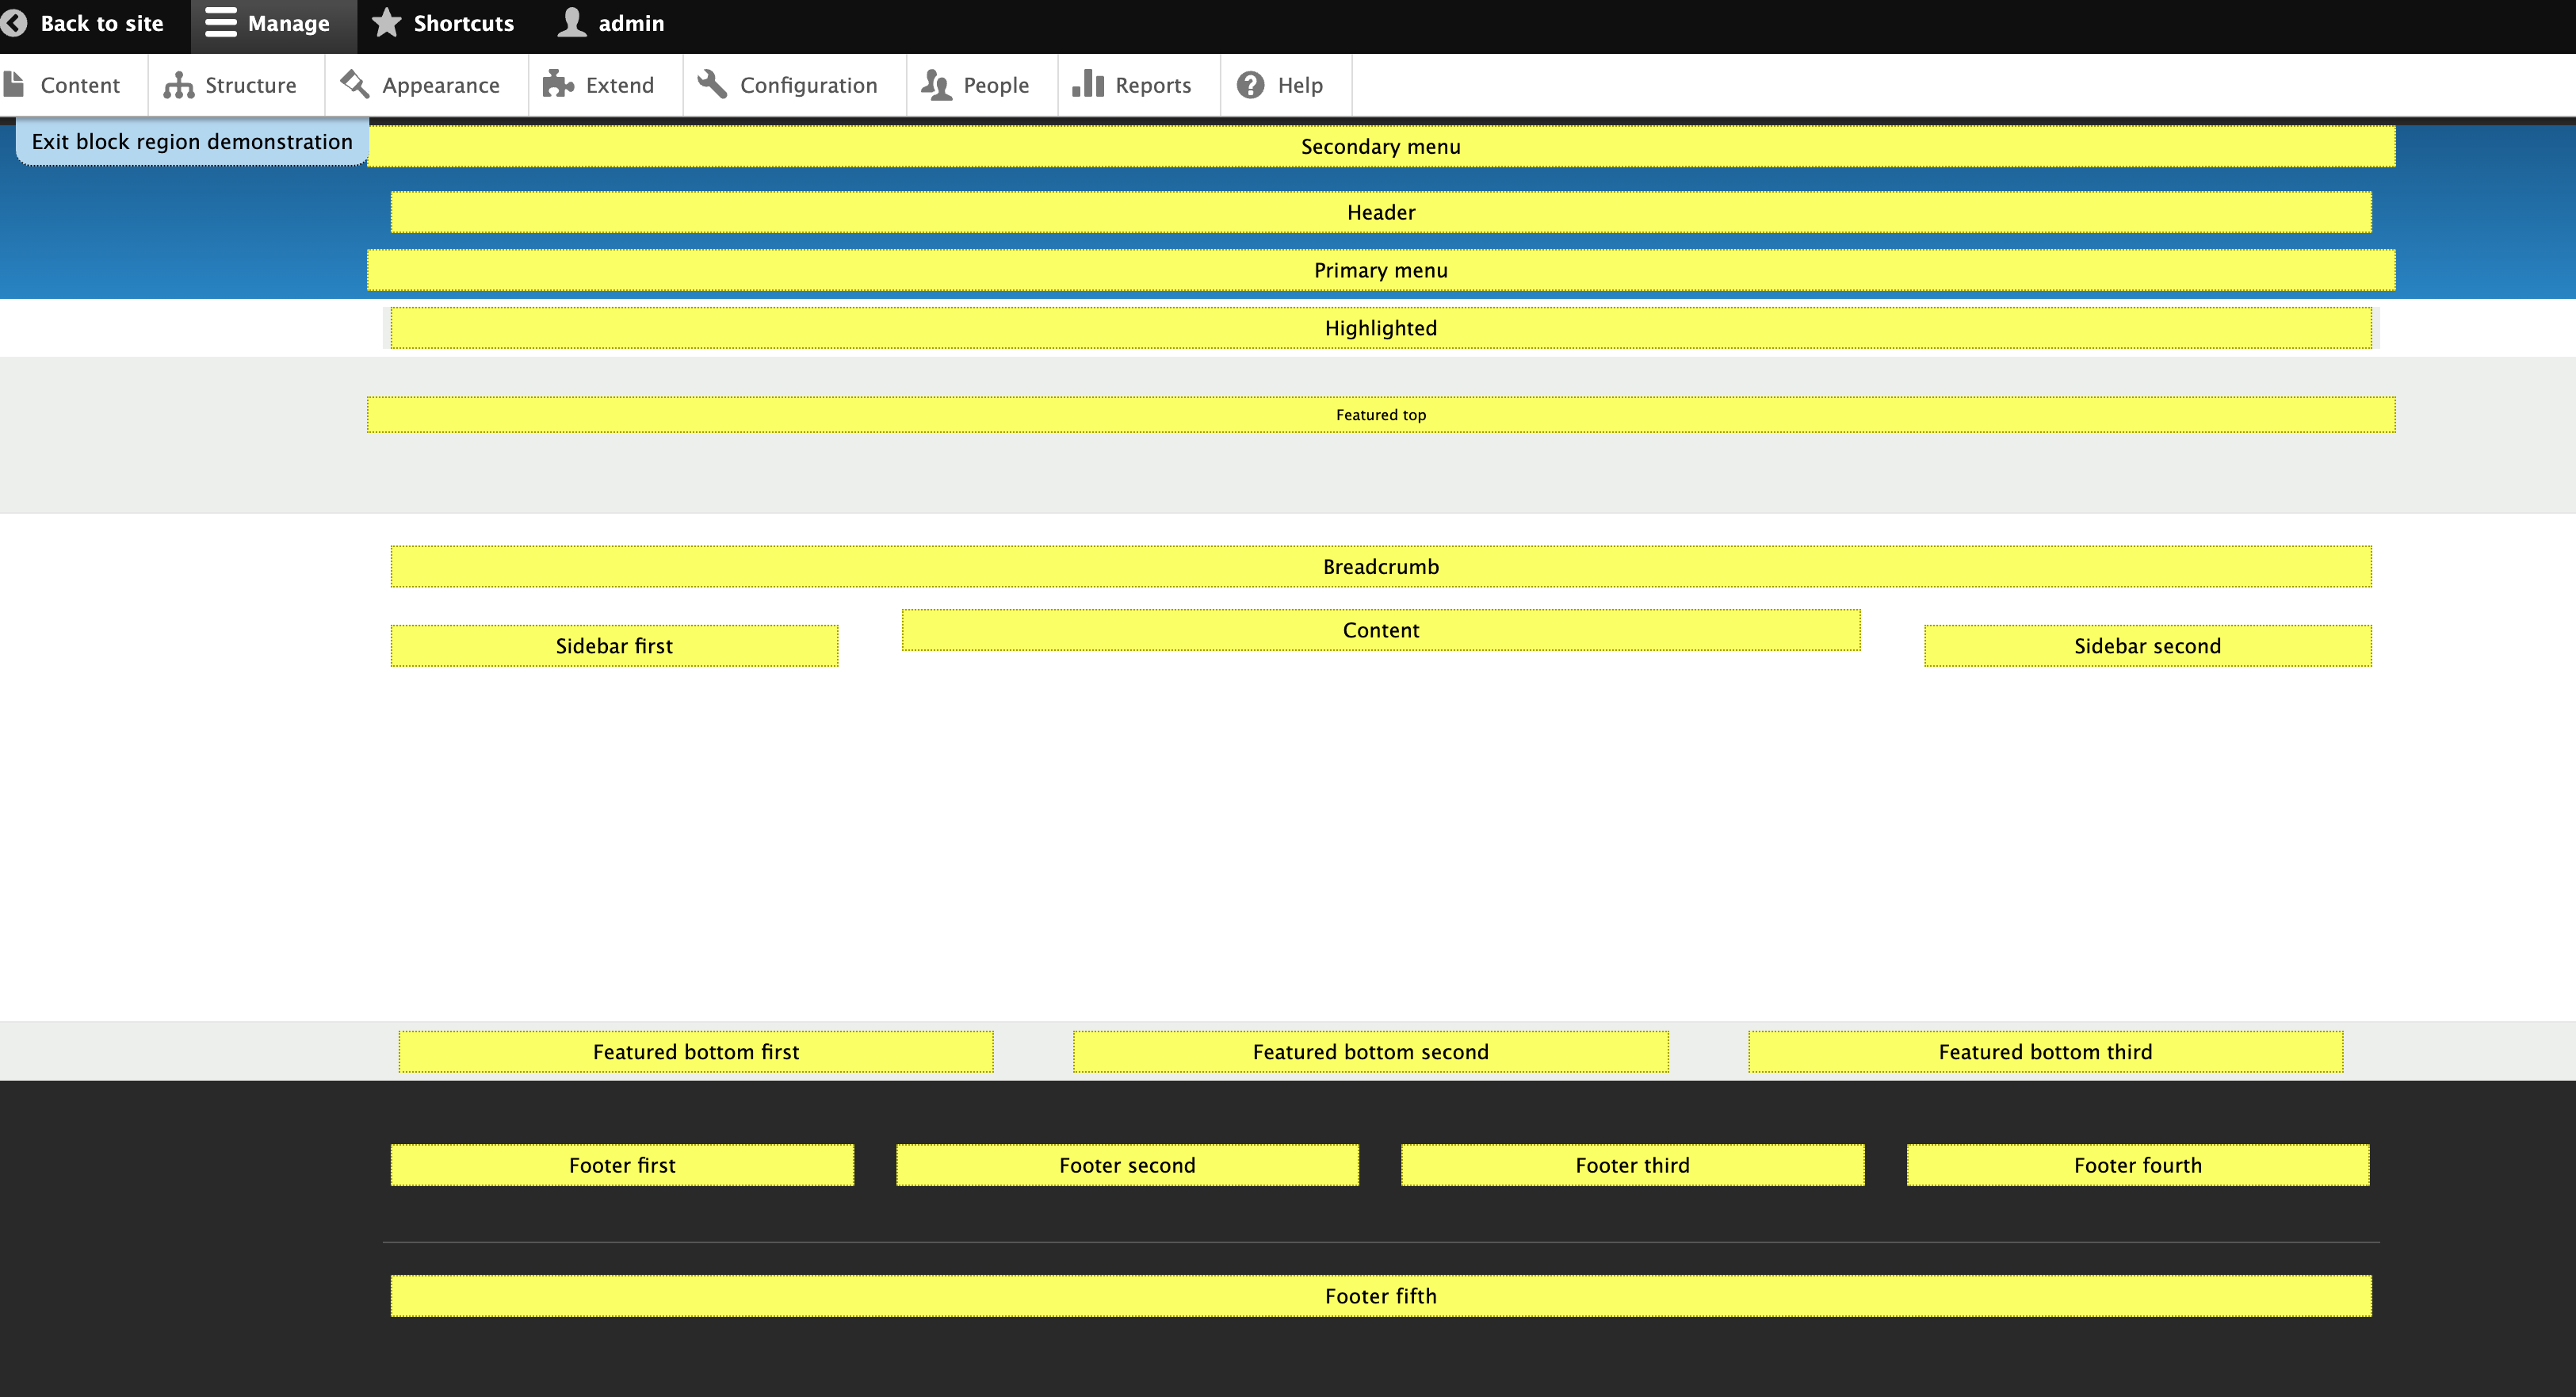 Back to site Manage Shortcuts admin
Content Structure Appearance Extend Configuration People Reports Help
Exit block region demonstration
Secondary menu
Header
Primary menu
Highlighted
Featured top
Breadcrumb
Sidebar first Content Sidebar second
Featured bottom first Featured bottom second Featured bottom third
Footer first Footer second Footer third Footer fourth
Footer fifth